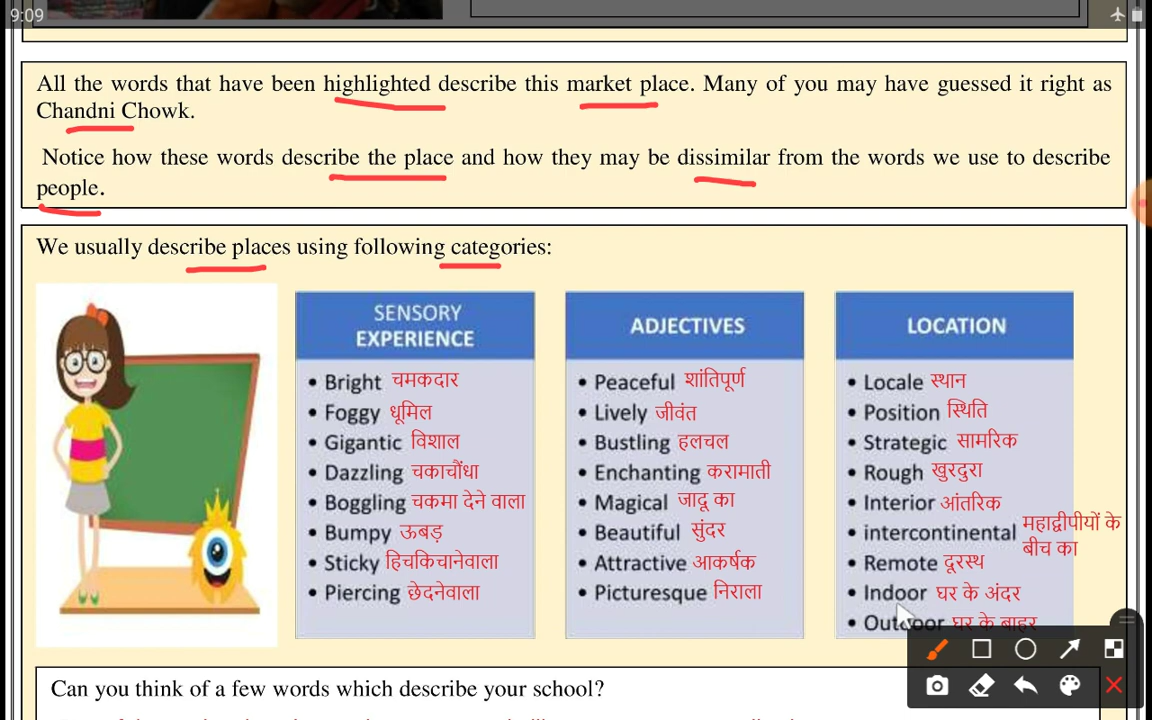 9:09
All the words that have been highlighted describe this market place. Many of you may have guessed it right as
Chandni Chowk.
Notice how these words describe the place and how they may be dissimilar from the words we use to describe
people.
We usually describe places using following categories:
SENSORY
EXPERIENCE
• Bright चमकदार
• Foggy धूमिल
• Gigantic विशाल
• Dazzling चकाचौंधा
• Boggling चकमा देने वाला
• Bumpy ऊबड़
• Sticky हिचकिचानेवाला
• Piercing छेदनेवाला
ADJECTIVES
• Peaceful शांतिपूर्ण
• Lively जीवंत
• Bustling हलचल
• Enchanting करामाती
• Magical जादू का
• Beautiful सुंदर
• Attractive आकर्षक
• Picturesque निराला
LOCATION
• Locale स्थान
• Position स्थिति
• Strategic सामरिक
• Rough खुरदुरा
• Interior आंतरिक
• intercontinental महाद्वीपीयों के
बीच का
• Remote दूरस्थ
• Indoor घर के अंदर
• Outdoor घर के बाहर
Can you think of a few words which describe your school?